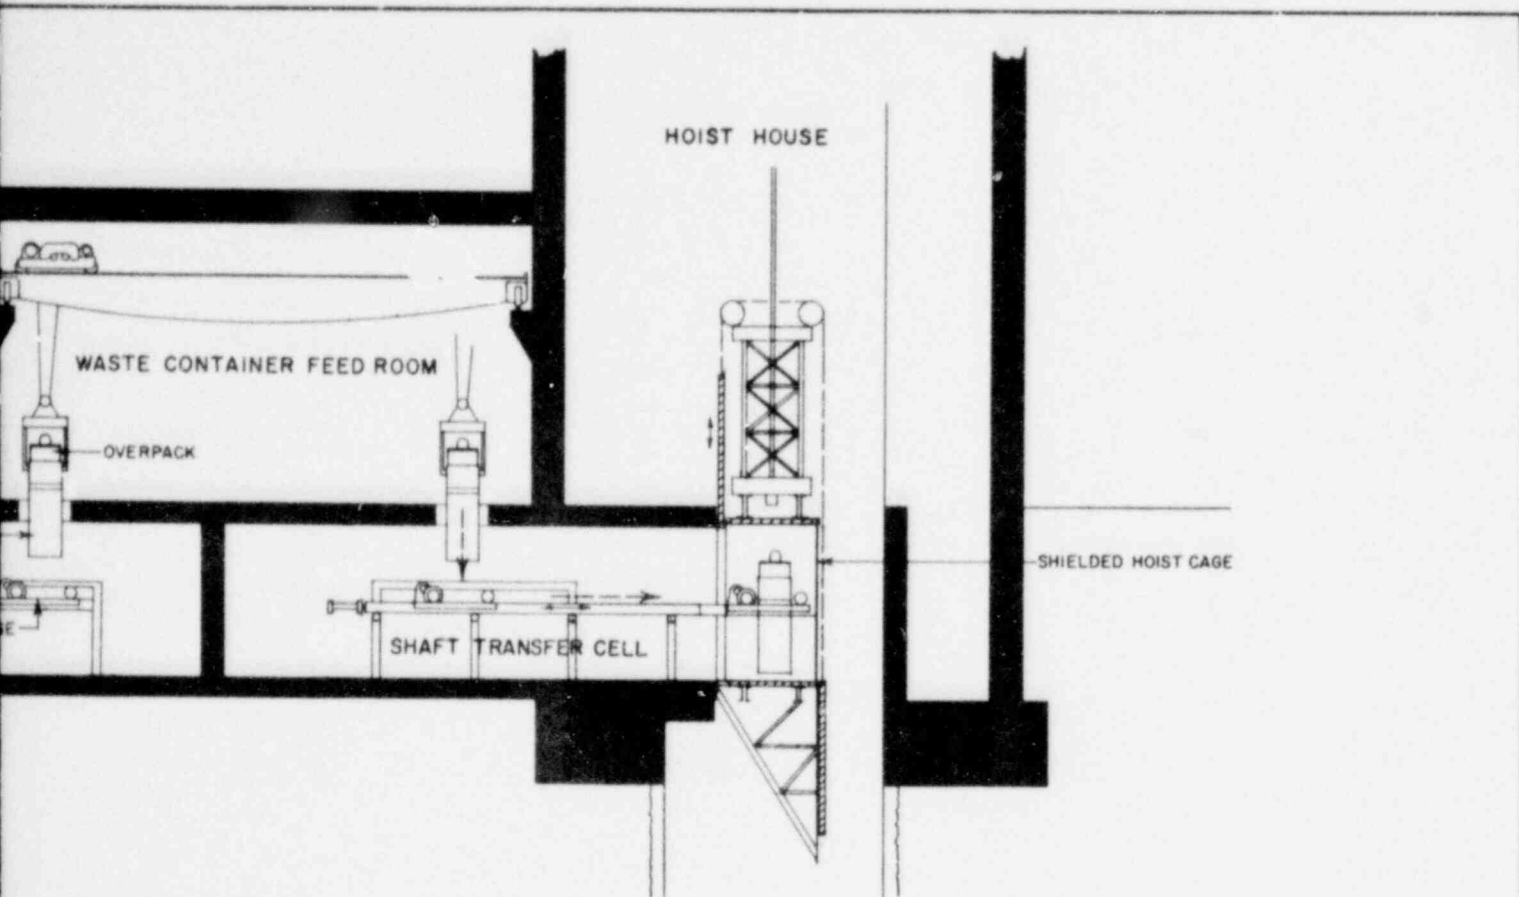 HOIST HOUSE
WASTE CONTAINER FEED ROOM
OVERPACK
SHIELDED HOIST CAGE
SHAFT TRANSFER CELL